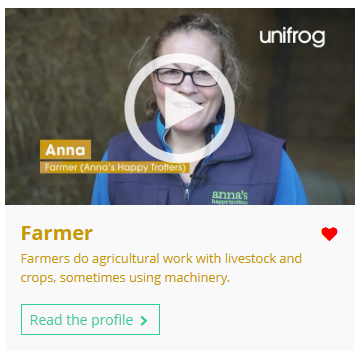 unifrog
Anna
Farmer (Anna's Happy Trotters)
anna's
happytrotters
Farmer
Farmers do agricultural work with livestock and
crops, sometimes using machinery.
Read the profile